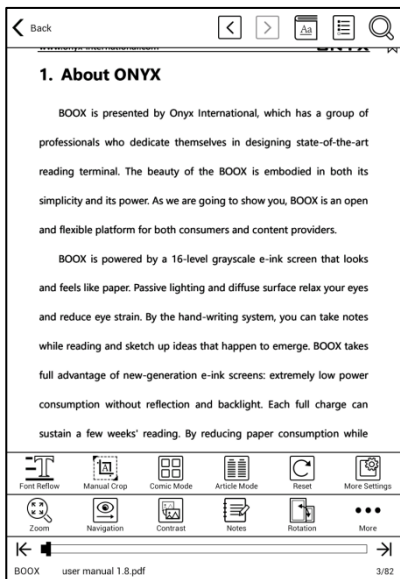 Back
Aa
www.onyx-international.com
ONYX
1. About ONYX
BOOX is presented by Onyx International, which has a group of
professionals who dedicate themselves in designing state-of-the-art
reading terminal. The beauty of the BOOX is embodied in both its
simplicity and its power. As we are going to show you, BOOX is an open
and flexible platform for both consumers and content providers.
BOOX is powered by a 16-level grayscale e-ink screen that looks
and feels like paper. Passive lighting and diffuse surface relax your eyes
and reduce eye strain. By the hand-writing system, you can take notes
while reading and sketch up ideas that happen to emerge. BOOX takes
full advantage of new-generation e-ink screens: extremely low power
consumption without reflection and backlight. Each full charge can
sustain a few weeks' reading. By reducing paper consumption while
Font Reflow Manual Crop Comic Mode Article Mode Reset More Settings
Zoom Navigation Contrast Notes Rotation More
BOOX user manual 1.8.pdf 3/82